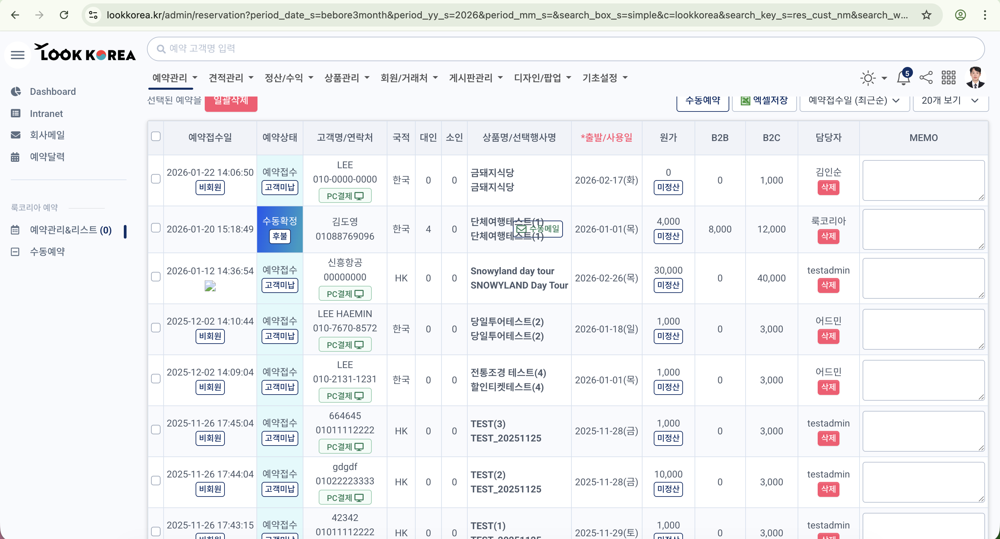 lookkorea.kr/admin/reservation?period_date_s=bebore3month&period_yy_s=2026&period_mm_s=&search_box_s=simple&c=lookkorea&search_key_s=res_cust_nm&search_w...
LOOK KOREA
예약 고객명 입력
예약관리 견적관리 정산/수익 상품관리 회원/거래처 게시판관리 디자인/팝업 기초설정
5
Dashboard
Intranet
회사메일
예약달력
룩코리아 예약
예약관리&리스트 (0)
수동예약
선택된 예약을 일괄삭제
수동예약 엑셀저장 예약접수일 (최근순) 20개 보기
예약접수일 예약상태 고객명/연락처 국적 대인 소인 상품명/선택행사명 *출발/사용일 원가 B2B B2C 담당자 MEMO
2026-01-22 14:06:50
비회원
예약접수
고객미납
LEE
010-0000-0000
PC결제
한국
0
0
금돼지식당
금돼지식당
2026-02-17(화)
0
미정산
0
1,000
김인순
삭제
2026-01-20 15:18:49
수동확정
후불
김도영
01088769096
한국
4
0
단체여행테스트(1)
수동메일
단체여행테스트(1)
2026-01-01(목)
4,000
미정산
8,000
12,000
룩코리아
삭제
2026-01-12 14:36:54
예약접수
고객미납
신흥항공
00000000
PC결제
HK
0
0
Snowyland day tour
SNOWYLAND Day Tour
2026-02-26(목)
30,000
미정산
0
40,000
testadmin
삭제
2025-12-02 14:10:44
비회원
예약접수
고객미납
LEE HAEMIN
010-7670-8572
PC결제
한국
0
0
당일투어테스트(2)
당일투어테스트(2)
2026-01-18(일)
1,000
미정산
0
3,000
어드민
삭제
2025-12-02 14:09:04
비회원
예약접수
고객미납
LEE
010-2131-1231
PC결제
한국
0
0
전통조경 테스트(4)
할인티켓테스트(4)
2026-01-01(목)
1,000
미정산
0
3,000
어드민
삭제
2025-11-26 17:45:04
비회원
예약접수
고객미납
664645
01011112222
PC결제
HK
0
0
TEST(3)
TEST_20251125
2025-11-28(금)
1,000
미정산
0
3,000
testadmin
삭제
2025-11-26 17:44:04
비회원
예약접수
고객미납
gdgdf
01022223333
PC결제
HK
0
0
TEST(2)
TEST_20251125
2025-11-28(금)
10,000
미정산
0
3,000
testadmin
삭제
2025-11-26 17:43:15
예약접수
42342
01011112222
HK
0
0
TEST(1)
2025-11-29(토)
1,000
0
3,000
testadmin